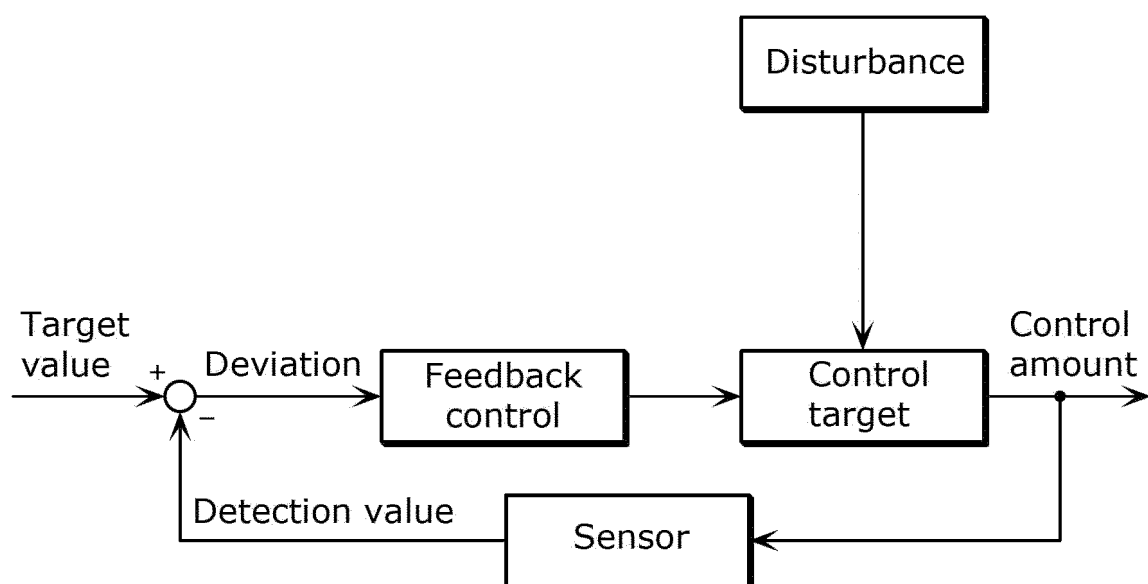 Disturbance
Target
value
+
−
Deviation
Feedback
control
Control
target
Control
amount
Detection value
Sensor